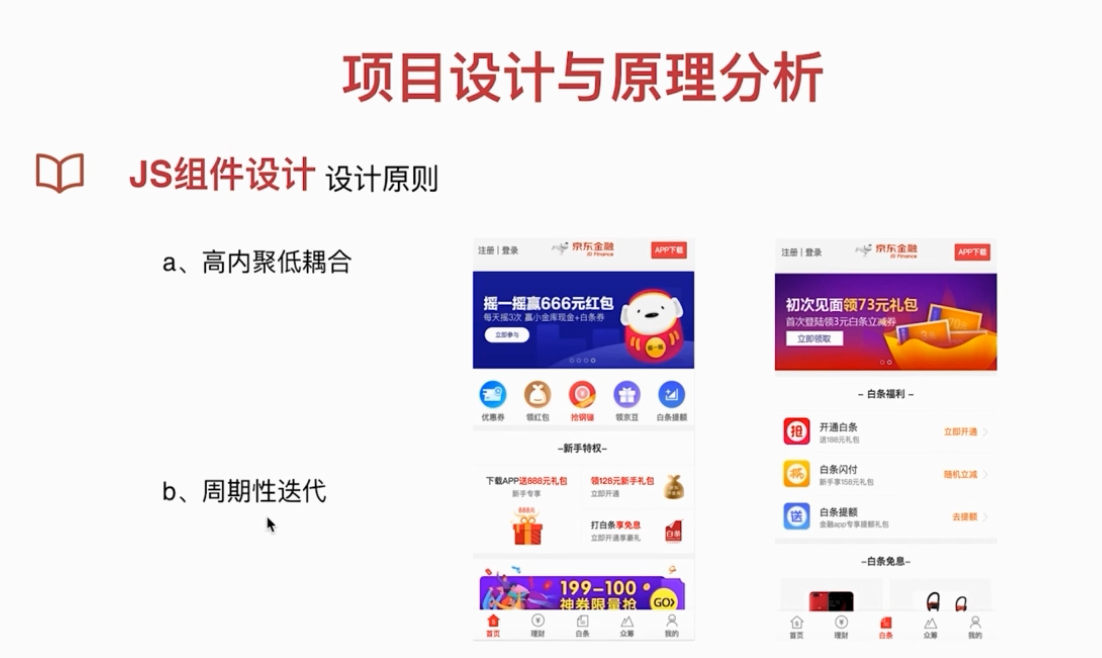 项目设计与原理分析
JS组件设计 设计原则
a、高内聚低耦合
b、周期性迭代
注册 | 登录
京东金融
JD Finance
APP下载
摇一摇赢666元红包
每天摇3次 赢小金库现金+白条券
立即参与
摇一摇
优惠券
领红包
抢钢镚
领京豆
白条提额
–新手特权–
下载APP送888元礼包
新手专享
888元
领128元新手礼包
立即开通
打白条享免息
立即开通享豪礼
白条
199–100
神券限量抢
GO
首页
理财
白条
众筹
我的
注册 | 登录
京东金融
JD Finance
APP下载
初次见面领73元礼包
首次登陆领3元白条立减券
立即领取
– 白条福利 –
抢
开通白条
送188元礼包
立即开通
白条闪付
新手享158元礼包
随机立减
送
白条提额
金融app专享提额礼包
去提额
–白条免息–
首页
理财
白条
众筹
我的